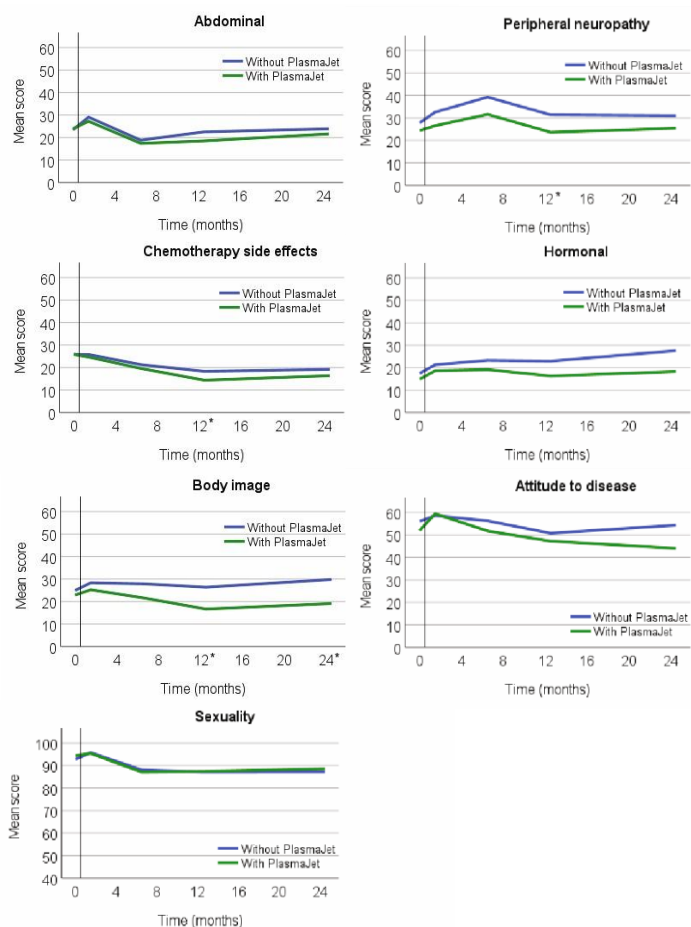 Abdominal
60
50
40
30
20
10
0
Mean score
Without PlasmaJet
With PlasmaJet
0 4 8 12 16 20 24
Time (months)
Peripheral neuropathy
60
50
40
30
20
10
0
Mean score
Without PlasmaJet
With PlasmaJet
0 4 8 12* 16 20 24
Time (months)
Chemotherapy side effects
60
50
40
30
20
10
0
Mean score
Without PlasmaJet
With PlasmaJet
0 4 8 12* 16 20 24
Time (months)
Hormonal
60
50
40
30
20
10
0
Mean score
Without PlasmaJet
With PlasmaJet
0 4 8 12 16 20 24
Time (months)
Body image
60
50
40
30
20
10
0
Mean score
Without PlasmaJet
With PlasmaJet
0 4 8 12* 16 20 24*
Time (months)
Attitude to disease
60
50
40
30
20
10
0
Mean score
Without PlasmaJet
With PlasmaJet
0 4 8 12 16 20 24
Time (months)
Sexuality
100
90
80
70
60
50
40
Mean score
Without PlasmaJet
With PlasmaJet
0 4 8 12 16 20 24
Time (months)